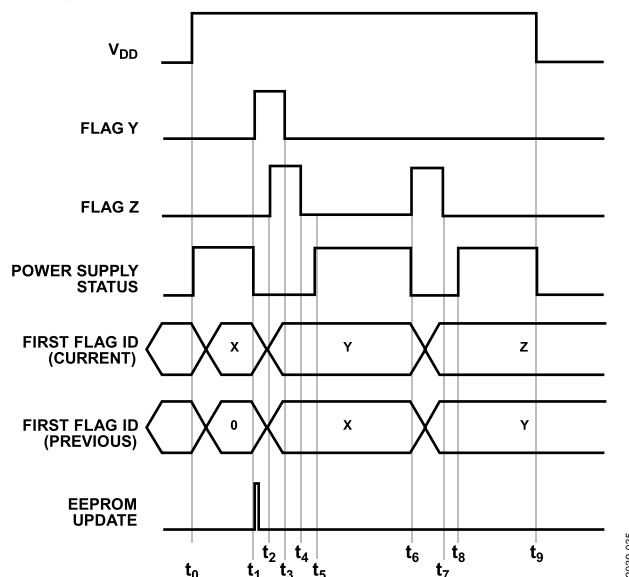 VDD
FLAG Y
FLAG Z
POWER SUPPLY
STATUS
FIRST FLAG ID
(CURRENT)
X
Y
Z
FIRST FLAG ID
(PREVIOUS)
0
X
Y
EEPROM
UPDATE
t0
t1
t2
t3
t4
t5
t6
t7
t8
t9